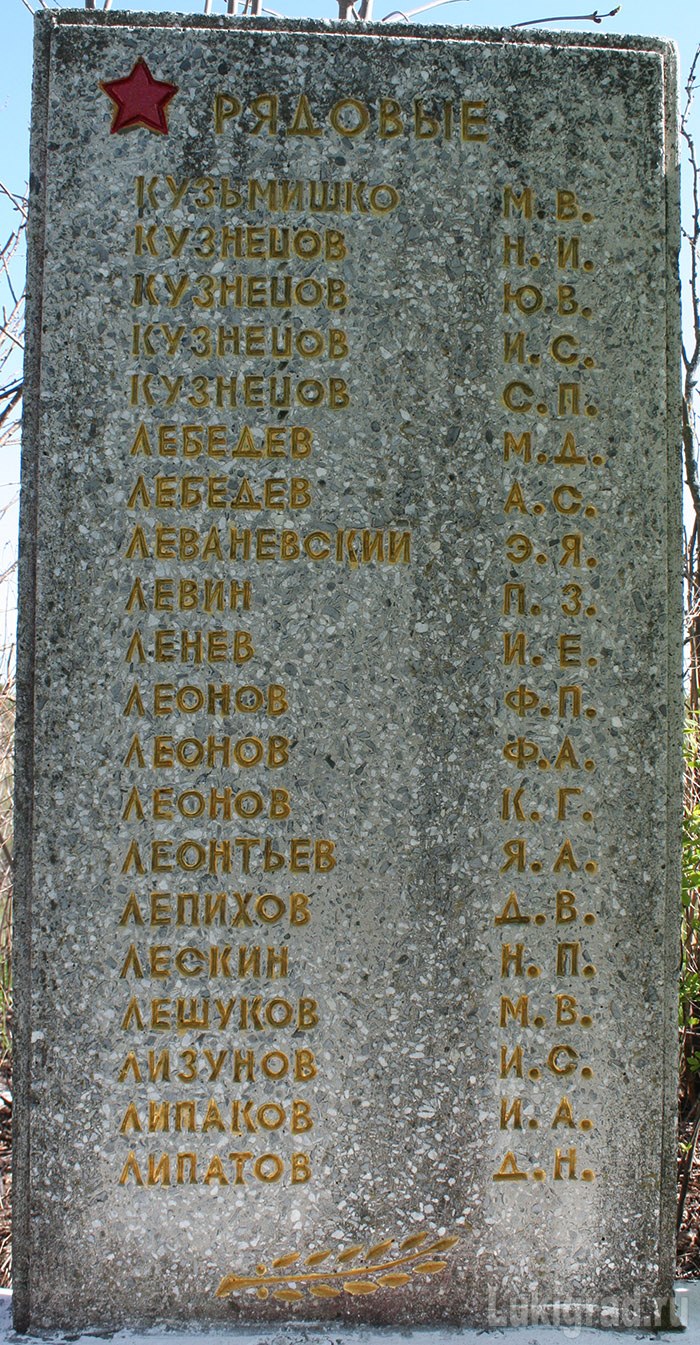 РЯДОВЫЕ
КУЗЬМИШКО М.В.
КУЗНЕЦОВ Н.И.
КУЗНЕЦОВ Ю.В.
КУЗНЕЦОВ И.С.
КУЗНЕЦОВ С.П.
ЛЕБЕДЕВ М.Д.
ЛЕБЕДЕВ А.С.
ЛЕВАНЕВСКИЙ Э.Я.
ЛЕВИН П.З.
ЛЕНЕВ И.Е.
ЛЕОНОВ Ф.П.
ЛЕОНОВ Ф.А.
ЛЕОНОВ К.Г.
ЛЕОНТЬЕВ Я.А.
ЛЕПИХОВ Д.В.
ЛЕСКИН Н.П.
ЛЕШУКОВ М.В.
ЛИЗУНОВ И.С.
ЛИПАКОВ И.А.
ЛИПАТОВ Д.Н.
Lukigrad.ru